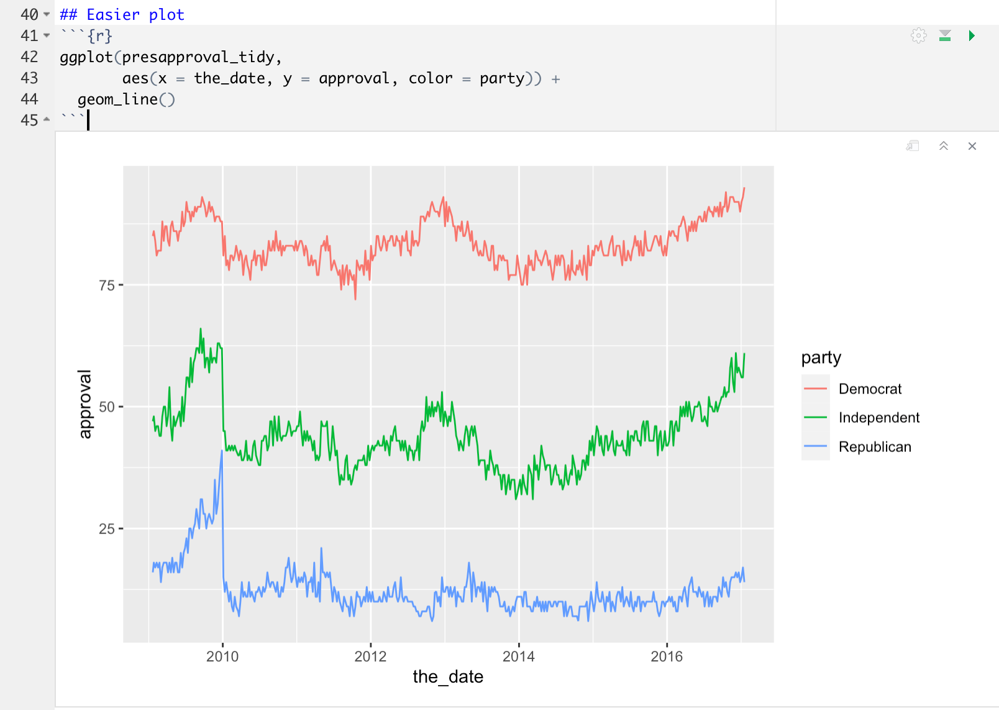 40 ## Easier plot
41 ```{r}
42 ggplot(presapproval_tidy,
43        aes(x = the_date, y = approval, color = party)) +
44   geom_line()
45 ```
75
50
25
approval
2010 2012 2014 2016
the_date
party
Democrat
Independent
Republican